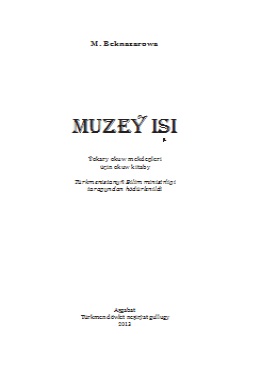 M. Beknazarowa
MUZEÝ IŞI
Ýokary okuw mekdepleri
üçin okuw kitaby
Türkmenistanyň Bilim ministrligi
tarapyndan hödürlenildi
Aşgabat
Türkmen döwlet neşirýat gullugy
2012